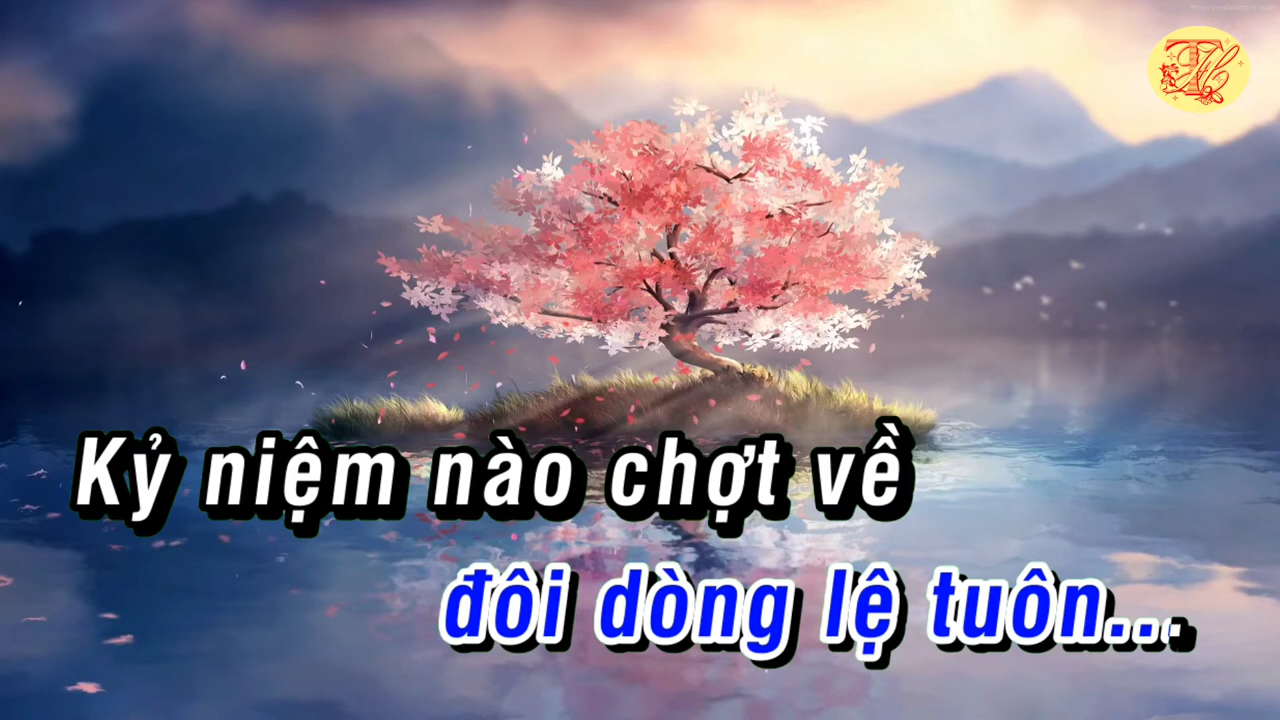 Kỷ niệm nào chợt về
đôi dòng lệ tuôn...